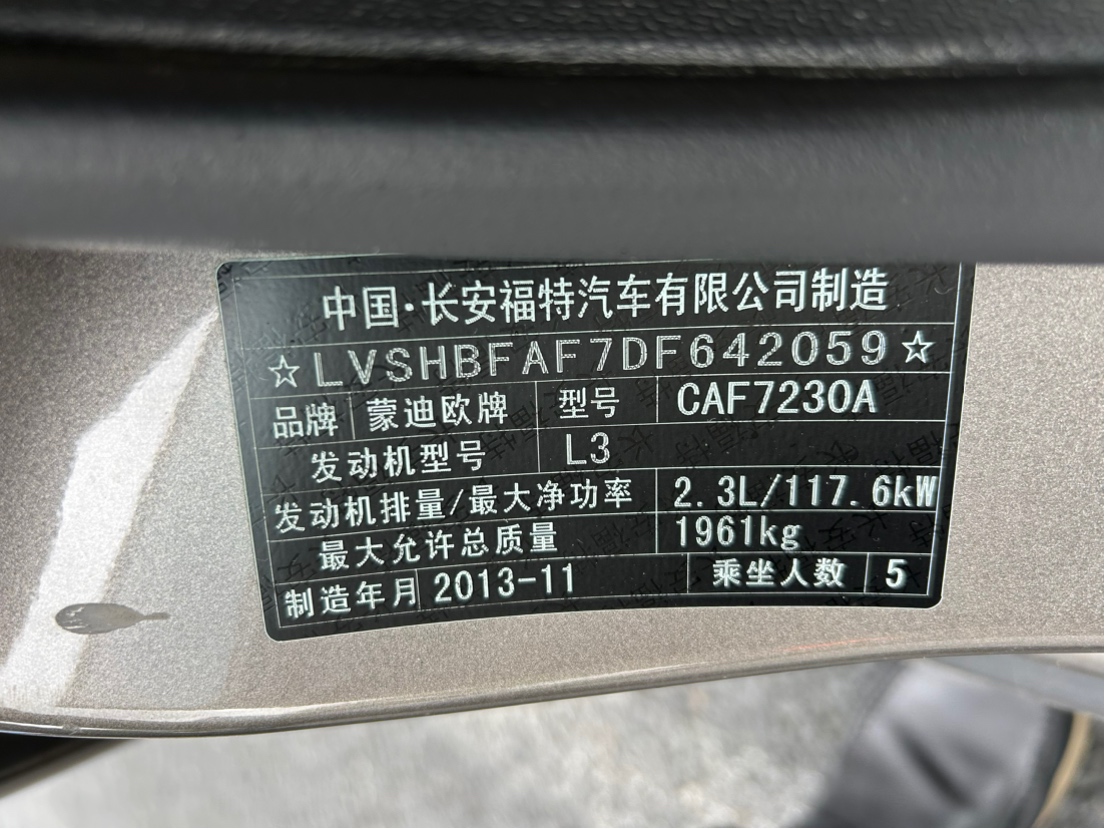 中国·长安福特汽车有限公司制造
☆LVSHBFAF7DF642059☆
品牌 蒙迪欧牌 型号 CAF7230A
发动机型号 L3
发动机排量/最大净功率 2.3L/117.6kW
最大允许总质量 1961kg
制造年月 2013-11 乘坐人数 5